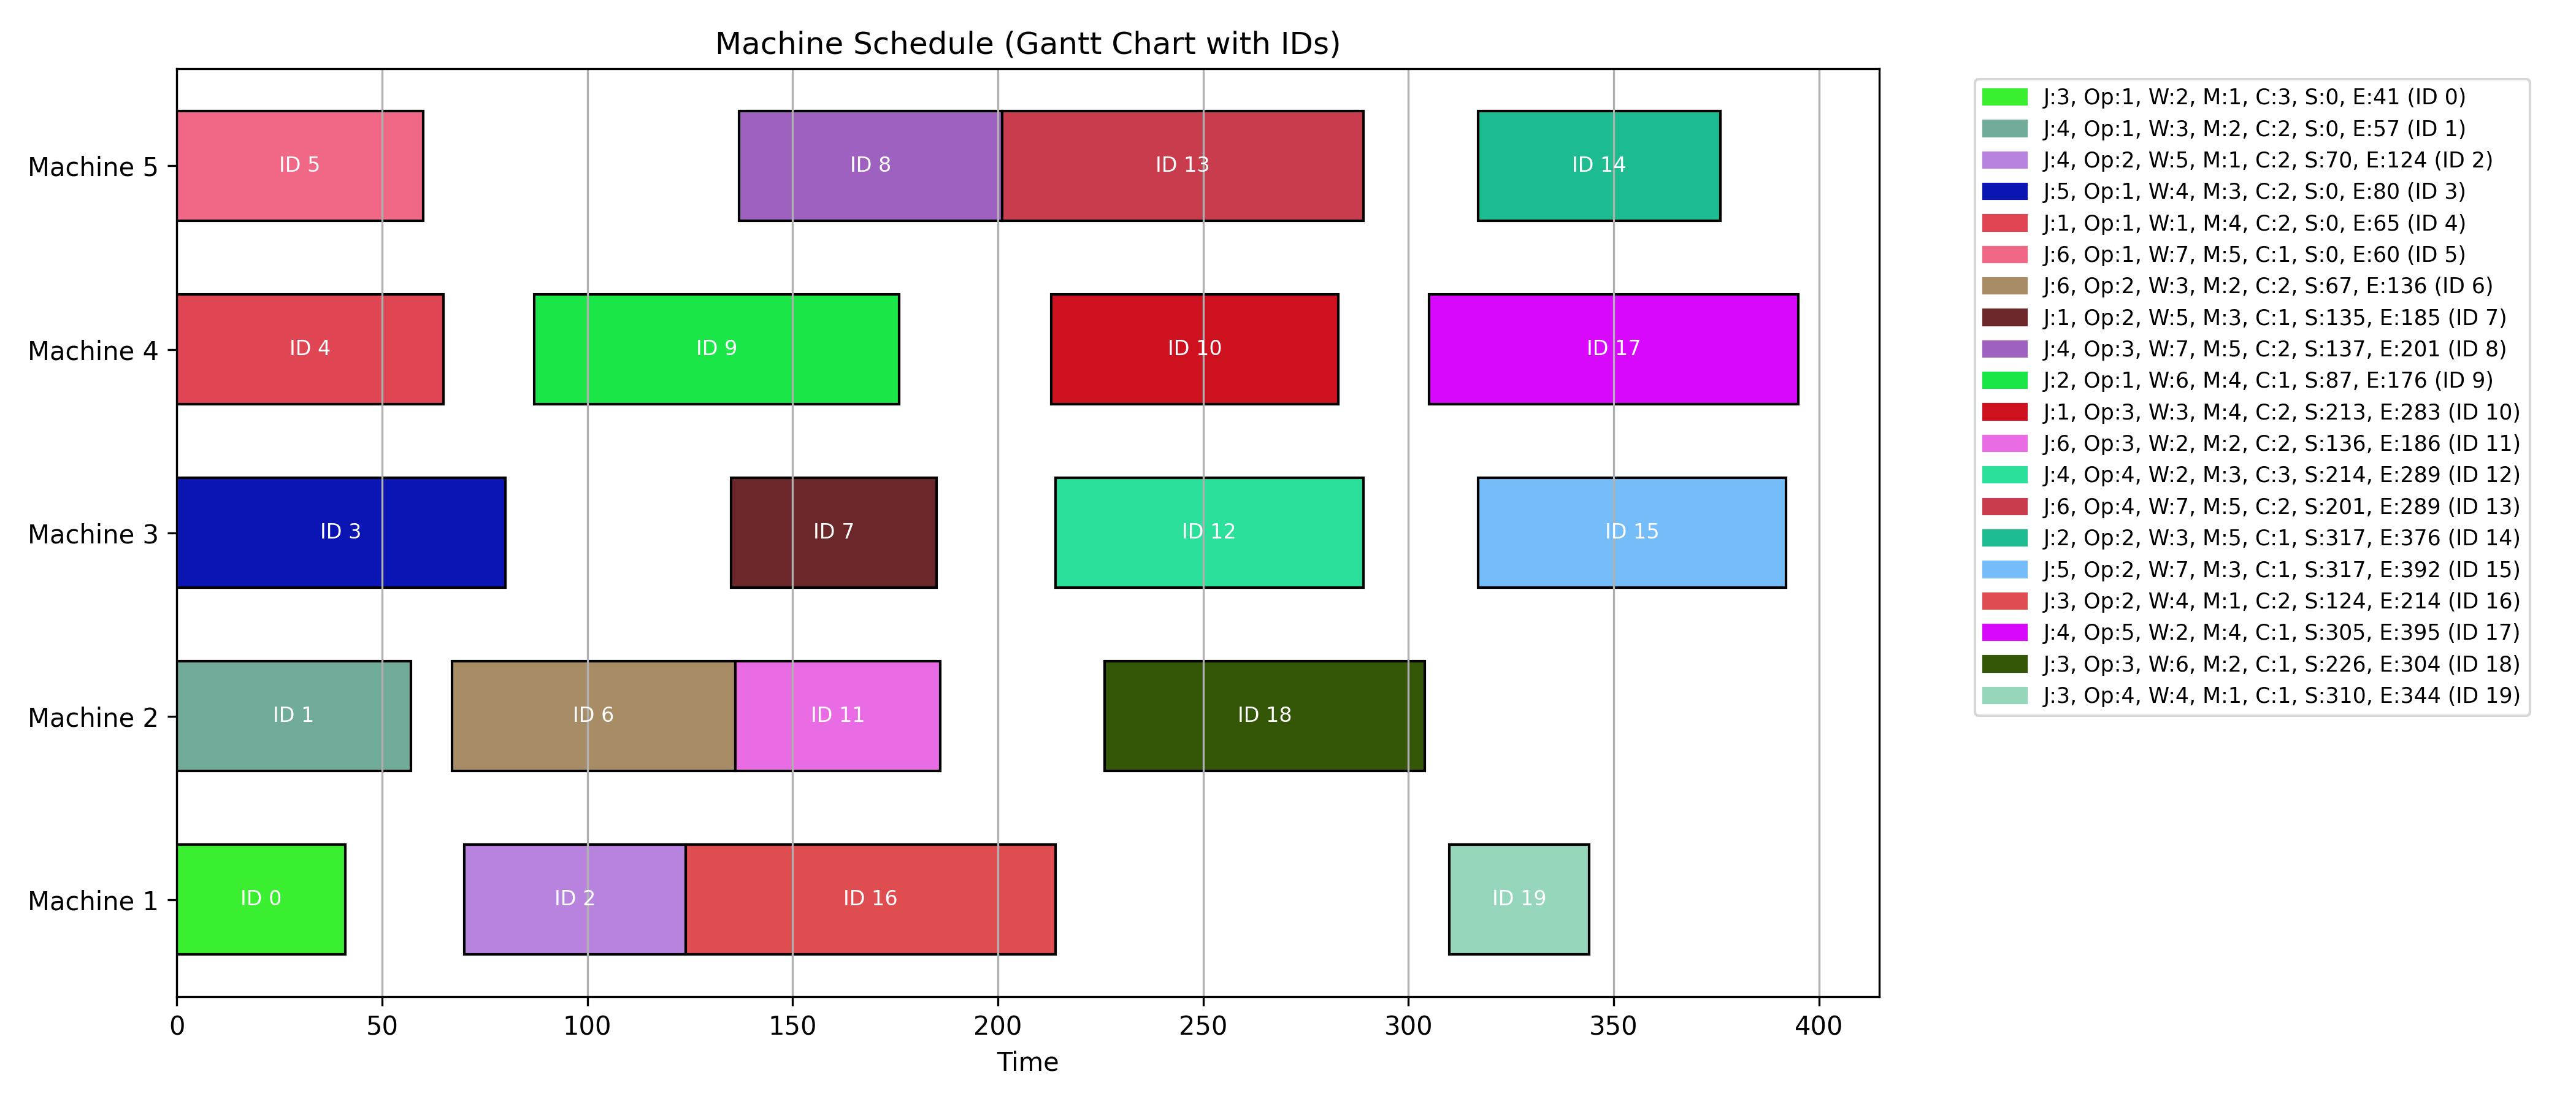 Machine Schedule (Gantt Chart with IDs)
Machine 5
ID 5
ID 8
ID 13
ID 14
Machine 4
ID 4
ID 9
ID 10
ID 17
Machine 3
ID 3
ID 7
ID 12
ID 15
Machine 2
ID 1
ID 6
ID 11
ID 18
Machine 1
ID 0
ID 2
ID 16
ID 19
0 50 100 150 200 250 300 350 400
Time
J:3, Op:1, W:2, M:1, C:3, S:0, E:41 (ID 0)
J:4, Op:1, W:3, M:2, C:2, S:0, E:57 (ID 1)
J:4, Op:2, W:5, M:1, C:2, S:70, E:124 (ID 2)
J:5, Op:1, W:4, M:3, C:2, S:0, E:80 (ID 3)
J:1, Op:1, W:1, M:4, C:2, S:0, E:65 (ID 4)
J:6, Op:1, W:7, M:5, C:1, S:0, E:60 (ID 5)
J:6, Op:2, W:3, M:2, C:2, S:67, E:136 (ID 6)
J:1, Op:2, W:5, M:3, C:1, S:135, E:185 (ID 7)
J:4, Op:3, W:7, M:5, C:2, S:137, E:201 (ID 8)
J:2, Op:1, W:6, M:4, C:1, S:87, E:176 (ID 9)
J:1, Op:3, W:3, M:4, C:2, S:213, E:283 (ID 10)
J:6, Op:3, W:2, M:2, C:2, S:136, E:186 (ID 11)
J:4, Op:4, W:2, M:3, C:3, S:214, E:289 (ID 12)
J:6, Op:4, W:7, M:5, C:2, S:201, E:289 (ID 13)
J:2, Op:2, W:3, M:5, C:1, S:317, E:376 (ID 14)
J:5, Op:2, W:7, M:3, C:1, S:317, E:392 (ID 15)
J:3, Op:2, W:4, M:1, C:2, S:124, E:214 (ID 16)
J:4, Op:5, W:2, M:4, C:1, S:305, E:395 (ID 17)
J:3, Op:3, W:6, M:2, C:1, S:226, E:304 (ID 18)
J:3, Op:4, W:4, M:1, C:1, S:310, E:344 (ID 19)